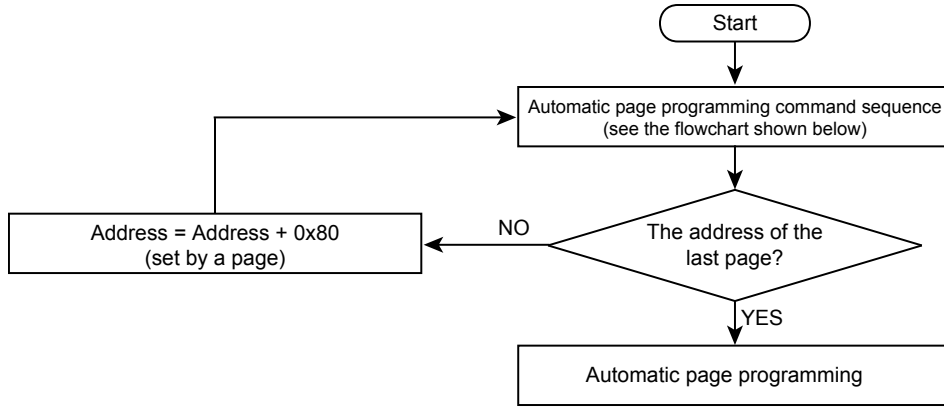 Start
Automatic page programming command sequence
(see the flowchart shown below)
Address = Address + 0x80
(set by a page)
NO
The address of the
last page?
YES
Automatic page programming